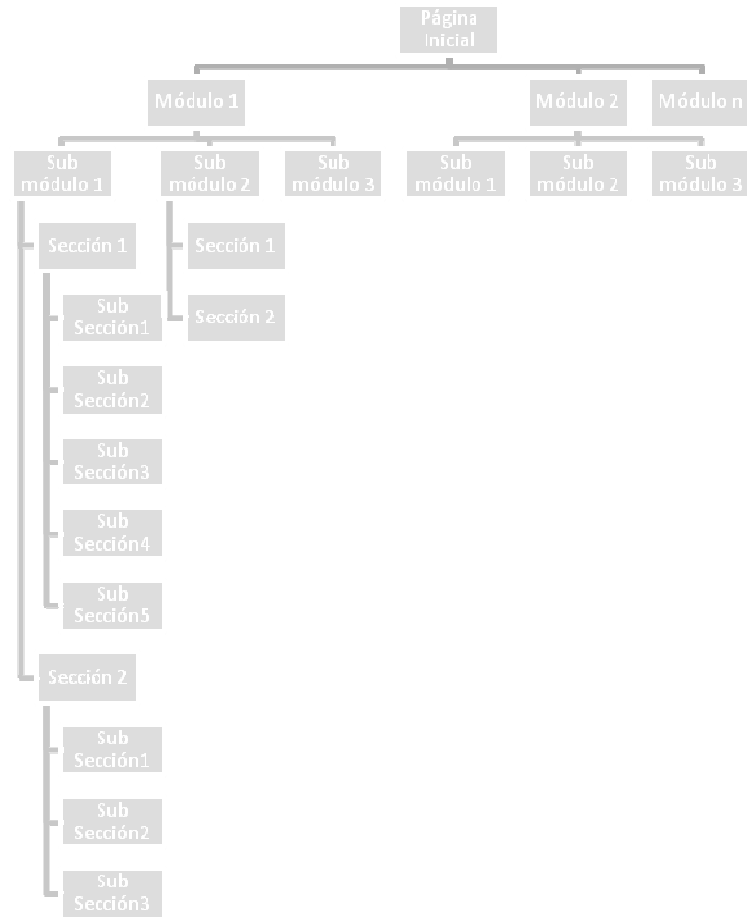 Página
Inicial
Módulo 1
Módulo 2
Módulo n
Sub
módulo 1
Sub
módulo 2
Sub
módulo 3
Sub
módulo 1
Sub
módulo 2
Sub
módulo 3
Sección 1
Sub
Sección1
Sub
Sección2
Sub
Sección3
Sub
Sección4
Sub
Sección5
Sección 2
Sub
Sección1
Sub
Sección2
Sub
Sección3
Sección 1
Sección 2